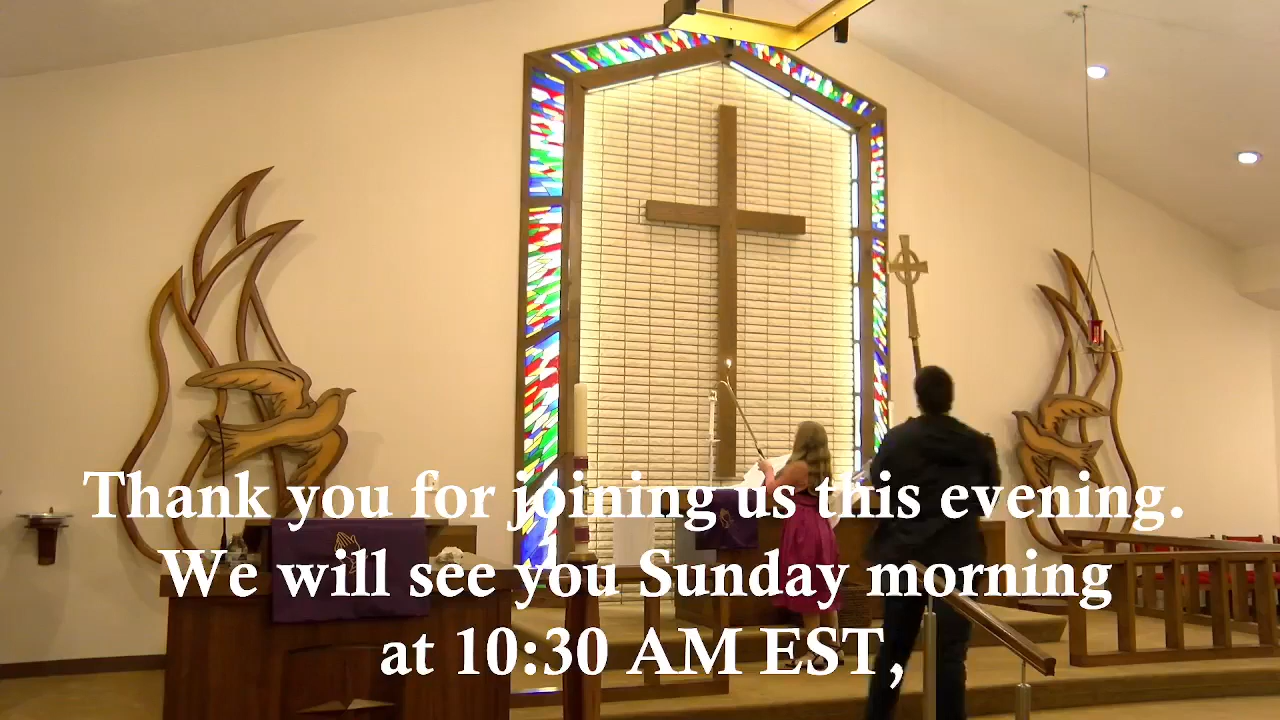 Thank you for joining us this evening.
We will see you Sunday morning
at 10:30 AM EST,